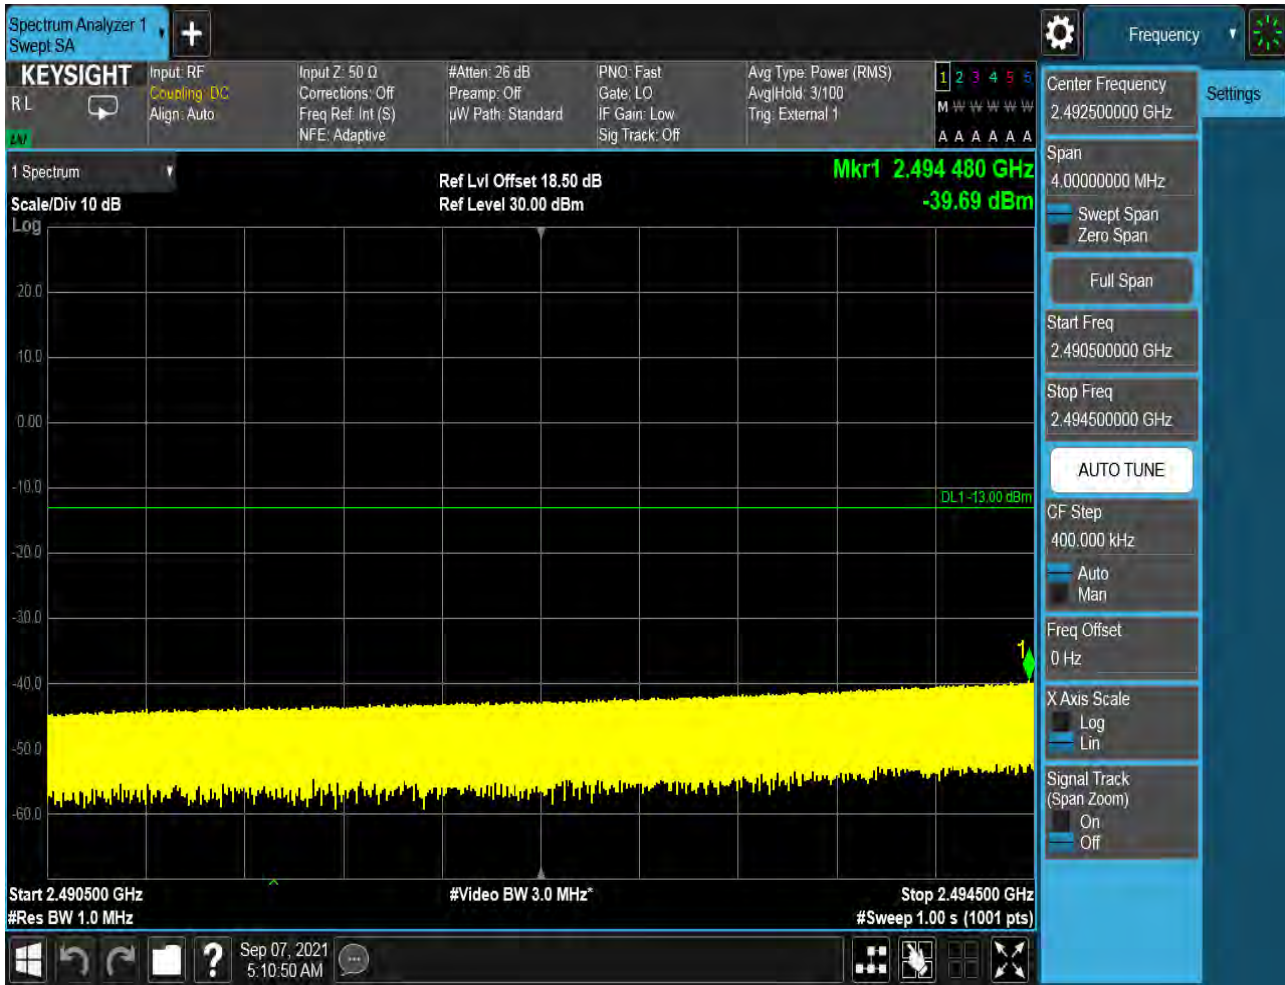 Spectrum Analyzer 1
Swept SA
Frequency
KEYSIGHT
R L
Input: RF
Coupling: DC
Align: Auto
Input Z: 50 Ω
Corrections: Off
Freq Ref: Int (S)
NFE: Adaptive
#Atten: 26 dB
Preamp: Off
µW Path: Standard
PNO: Fast
Gate: LO
IF Gain: Low
Sig Track: Off
Avg Type: Power (RMS)
Avg|Hold: 3/100
Trig: External 1
1 2 3 4 5 6
M W W W W W
A A A A A A
1 Spectrum
Scale/Div 10 dB
Log
Ref Lvl Offset 18.50 dB
Ref Level 30.00 dBm
Mkr1 2.494 480 GHz
-39.69 dBm
20.0
10.0
0.00
-10.0
-20.0
-30.0
-40.0
-50.0
-60.0
DL1 -13.00 dBm
1
Start 2.490500 GHz
#Res BW 1.0 MHz
#Video BW 3.0 MHz*
Stop 2.494500 GHz
#Sweep 1.00 s (1001 pts)
Sep 07, 2021
5:10:50 AM
Center Frequency
2.492500000 GHz
Settings
Span
4.00000000 MHz
Swept Span
Zero Span
Full Span
Start Freq
2.490500000 GHz
Stop Freq
2.494500000 GHz
AUTO TUNE
CF Step
400.000 kHz
Auto
Man
Freq Offset
0 Hz
X Axis Scale
Log
Lin
Signal Track
(Span Zoom)
On
Off